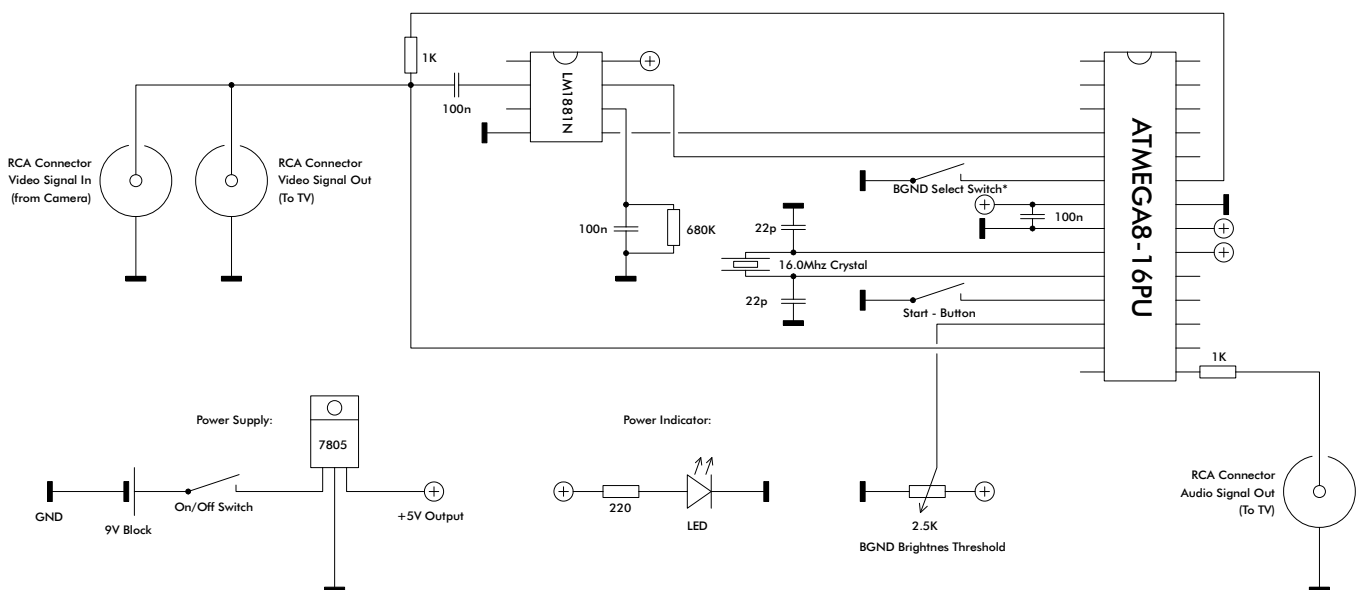 1K
100n
LM1881N
ATMEGA8-16PU
RCA Connector
Video Signal In
(from Camera)
RCA Connector
Video Signal Out
(To TV)
BGND Select Switch*
100n
100n
680K
22p
16.0Mhz Crystal
22p
Start - Button
1K
Power Supply:
7805
GND
9V Block
On/Off Switch
+5V Output
Power Indicator:
220
LED
2.5K
BGND Brightnes Threshold
RCA Connector
Audio Signal Out
(To TV)